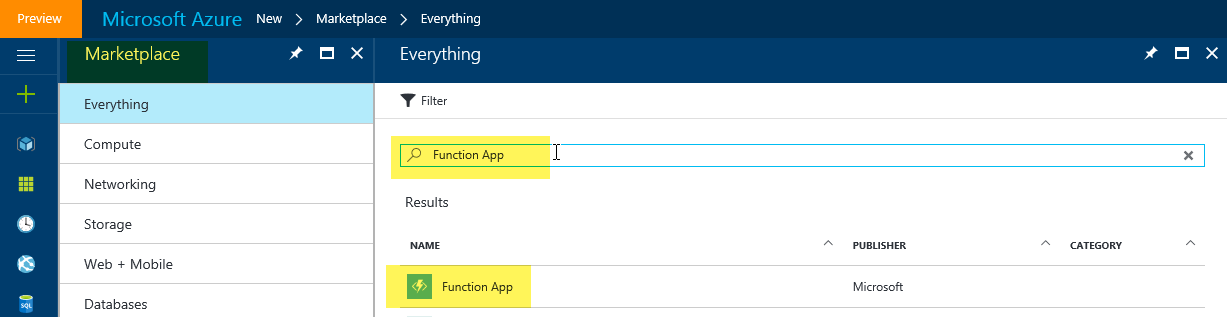 Preview
Microsoft Azure New > Marketplace > Everything
Marketplace
Everything
Compute
Networking
Storage
Web + Mobile
Databases
SQL
Everything
Filter
Function App
Results
NAME PUBLISHER CATEGORY
Function App Microsoft